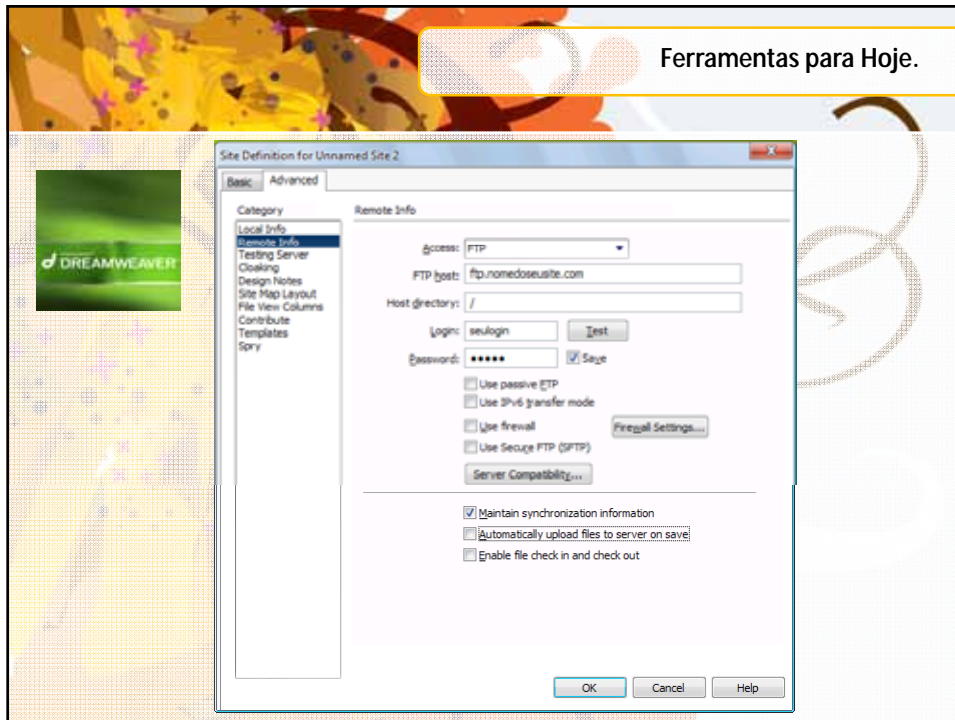 Ferramentas para Hoje.
Site Definition for Unnamed Site 2
Basic Advanced
Category
Remote Info
Local Info
Remote Info
Testing Server
Cloaking
Design Notes
Site Map Layout
File View Columns
Contribute
Templates
Spry
DREAMWEAVER
Access: FTP
FTP host: ftp.nomedoseusite.com
Host directory: /
Login: seulogin Test
Password: ●●●●● Save
Use passive FTP
Use IPv6 transfer mode
Use firewall Firewall Settings...
Use Secure FTP (SFTP)
Server Compatibility...
Maintain synchronization information
Automatically upload files to server on save
Enable file check in and check out
OK Cancel Help